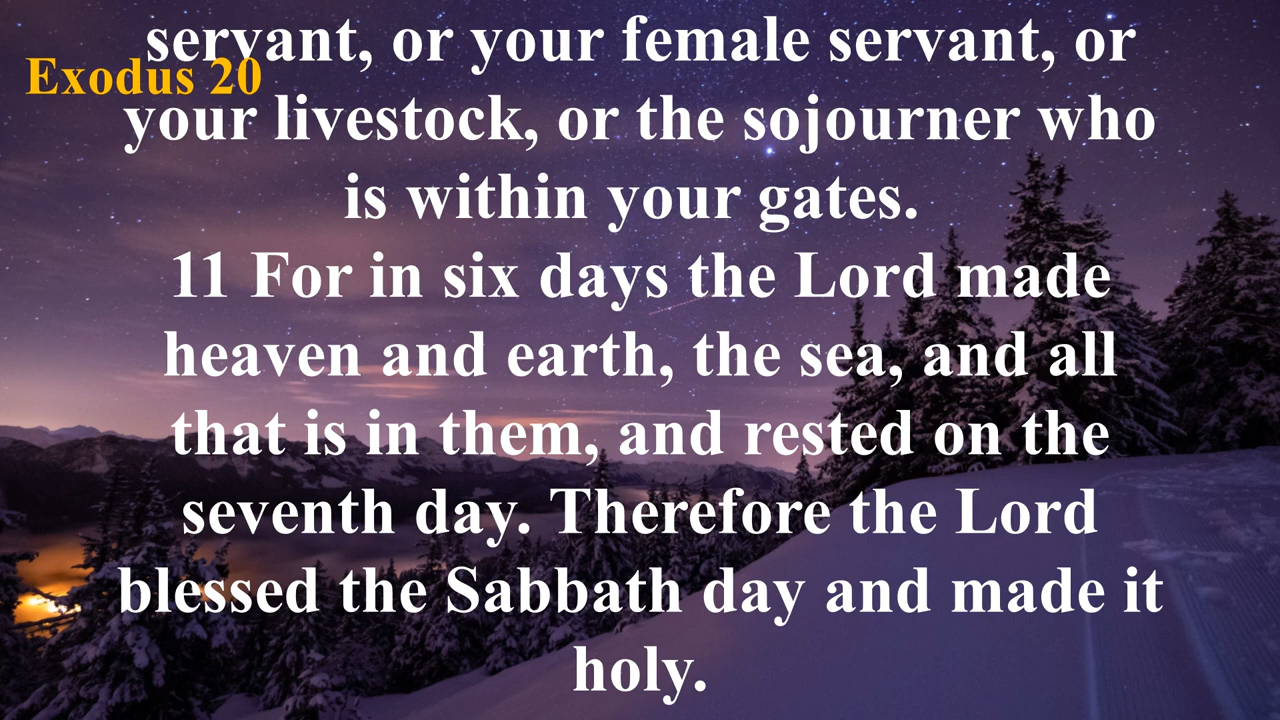 servant, or your female servant, or
Exodus 20
your livestock, or the sojourner who
is within your gates.
11 For in six days the Lord made
heaven and earth, the sea, and all
that is in them, and rested on the
seventh day. Therefore the Lord
blessed the Sabbath day and made it
holy.